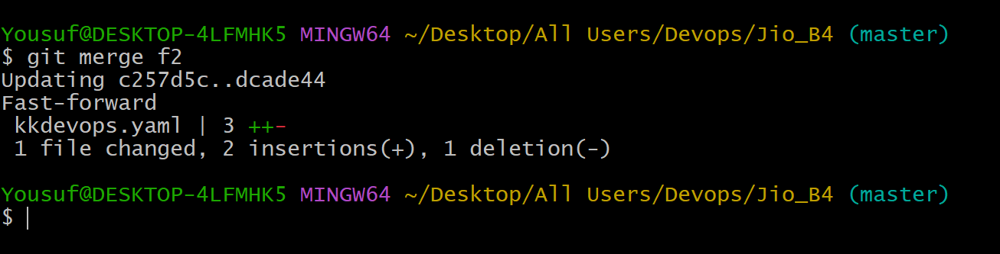 Yousuf@DESKTOP-4LFMHK5 MINGW64 ~/Desktop/All Users/Devops/Jio_B4 (master)
$ git merge f2
Updating c257d5c..dcade44
Fast-forward
 kkdevops.yaml | 3 ++-
 1 file changed, 2 insertions(+), 1 deletion(-)

Yousuf@DESKTOP-4LFMHK5 MINGW64 ~/Desktop/All Users/Devops/Jio_B4 (master)
$